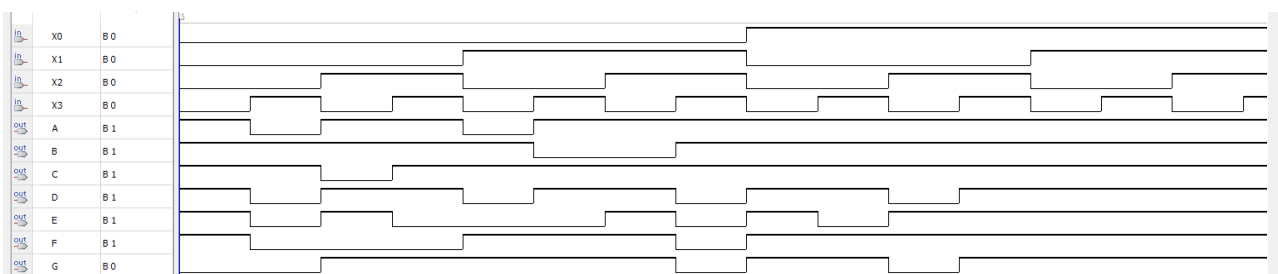 in X0 B 0
in X1 B 0
in X2 B 0
in X3 B 0
out A B 1
out B B 1
out C B 1
out D B 1
out E B 1
out F B 1
out G B 0